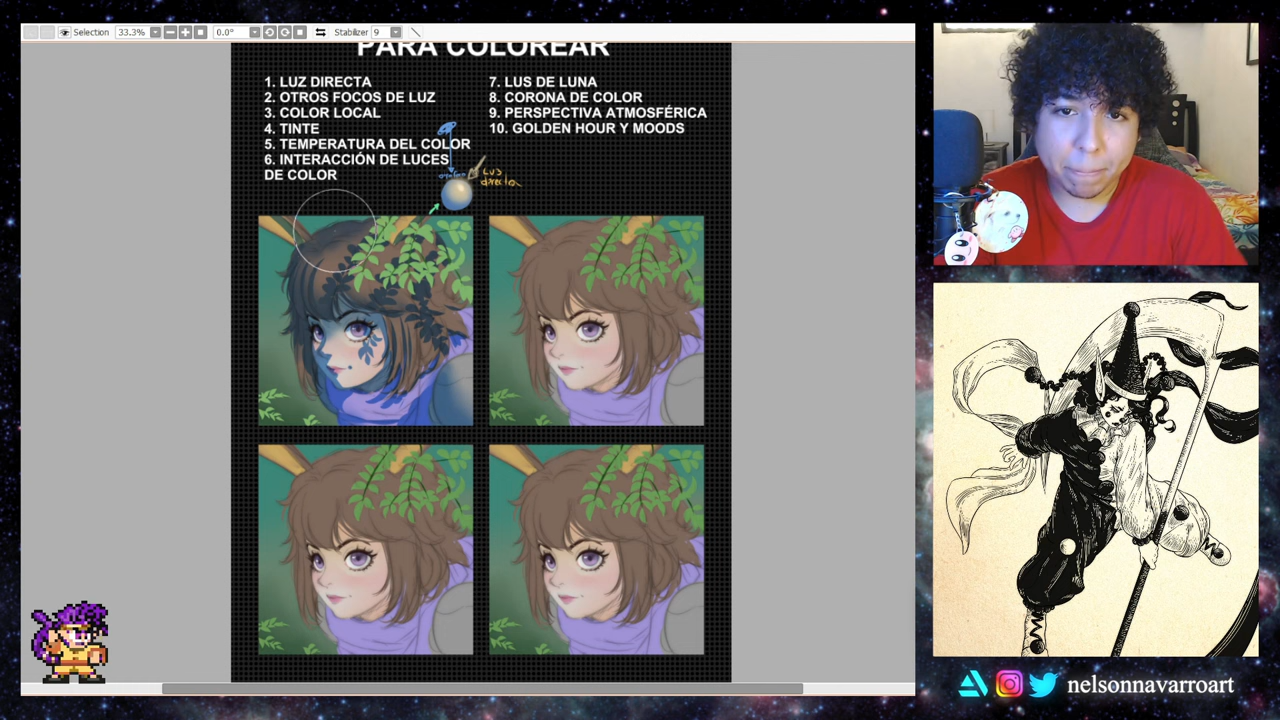 Selection 33.3% 0.0° Stabilizer 9
PARA COLOREAR
1. LUZ DIRECTA
2. OTROS FOCOS DE LUZ
3. COLOR LOCAL
4. TINTE
5. TEMPERATURA DEL COLOR
6. INTERACCIÓN DE LUCES
DE COLOR
7. LUS DE LUNA
8. CORONA DE COLOR
9. PERSPECTIVA ATMOSFÉRICA
10. GOLDEN HOUR Y MOODS
LUS
directa
nelsonnavarroart